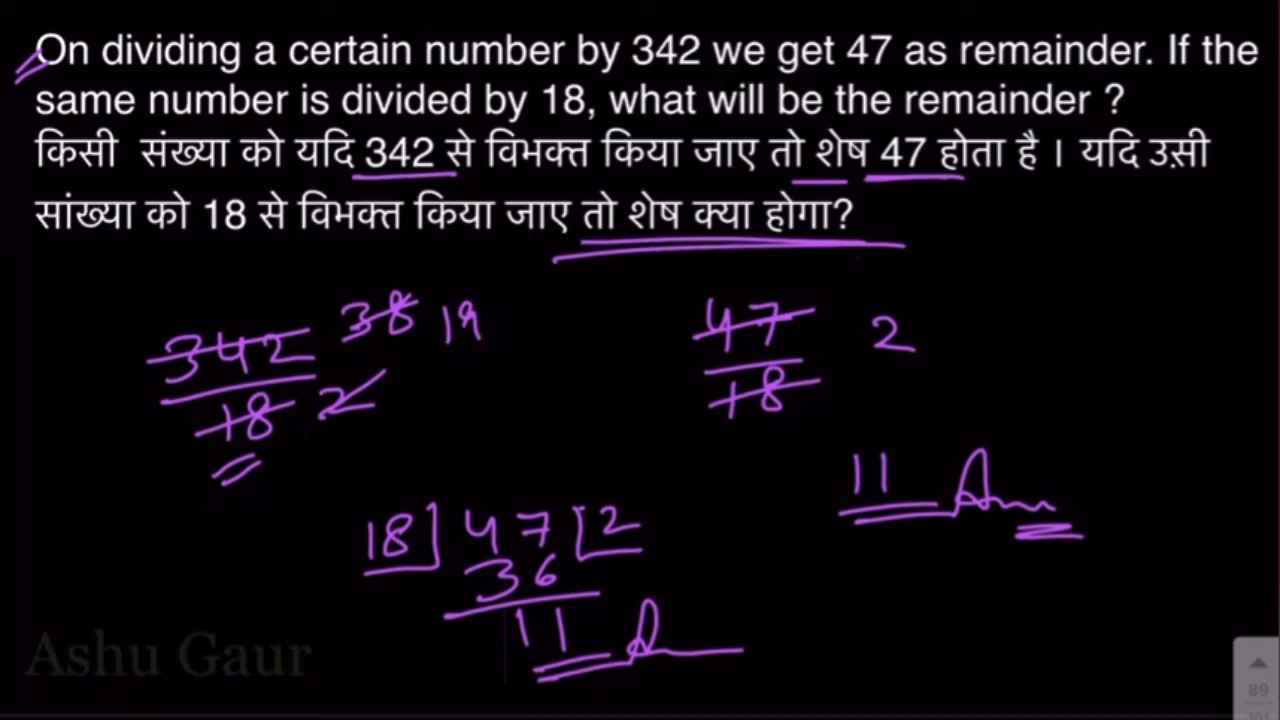 On dividing a certain number by 342 we get 47 as remainder. If the
same number is divided by 18, what will be the remainder ?
किसी संख्या को यदि 342 से विभक्त किया जाए तो शेष 47 होता है । यदि उस़ी
सांख्या को 18 से विभक्त किया जाए तो शेष क्या होगा?
342 38 19
18 2
47 2
18
11 Ans
18 47 2
36
11 A
Ashu Gaur
89
101